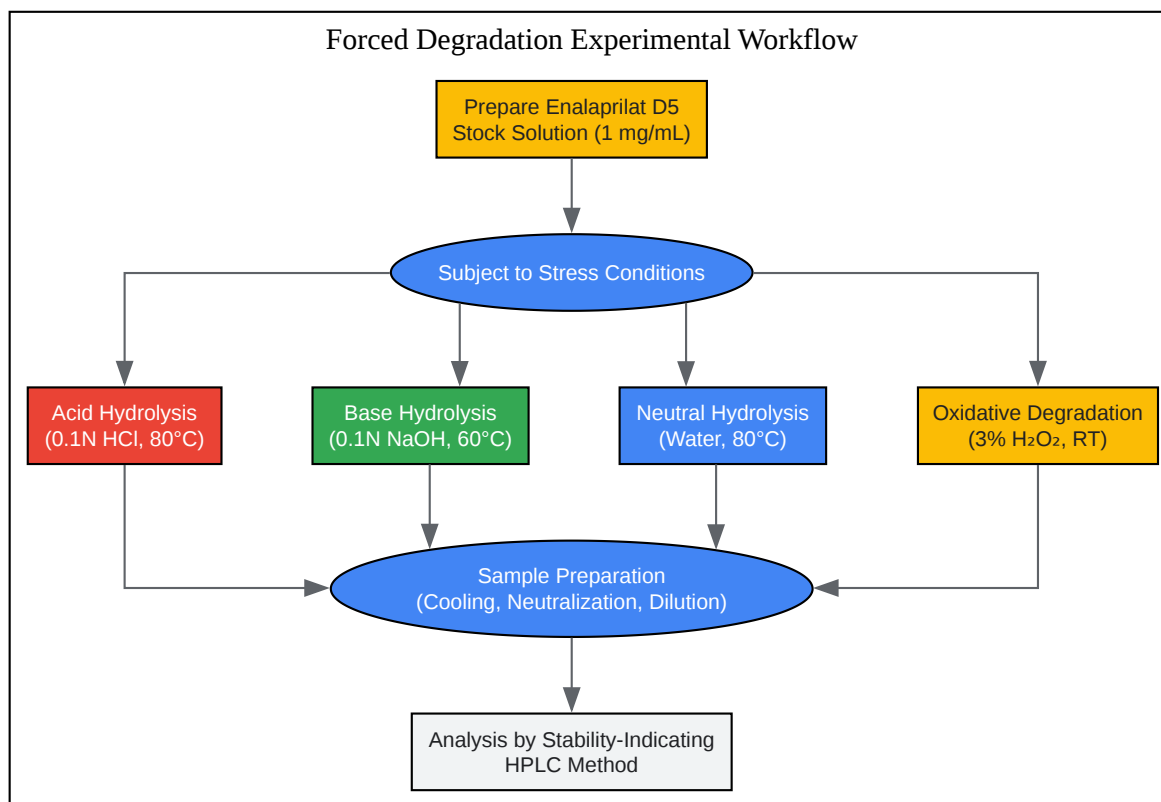 Forced Degradation Experimental Workflow
Prepare Enalaprilat D5
Stock Solution (1 mg/mL)
Subject to Stress Conditions
Acid Hydrolysis
(0.1N HCl, 80°C)
Base Hydrolysis
(0.1N NaOH, 60°C)
Neutral Hydrolysis
(Water, 80°C)
Oxidative Degradation
(3% H₂O₂, RT)
Sample Preparation
(Cooling, Neutralization, Dilution)
Analysis by Stability-Indicating
HPLC Method